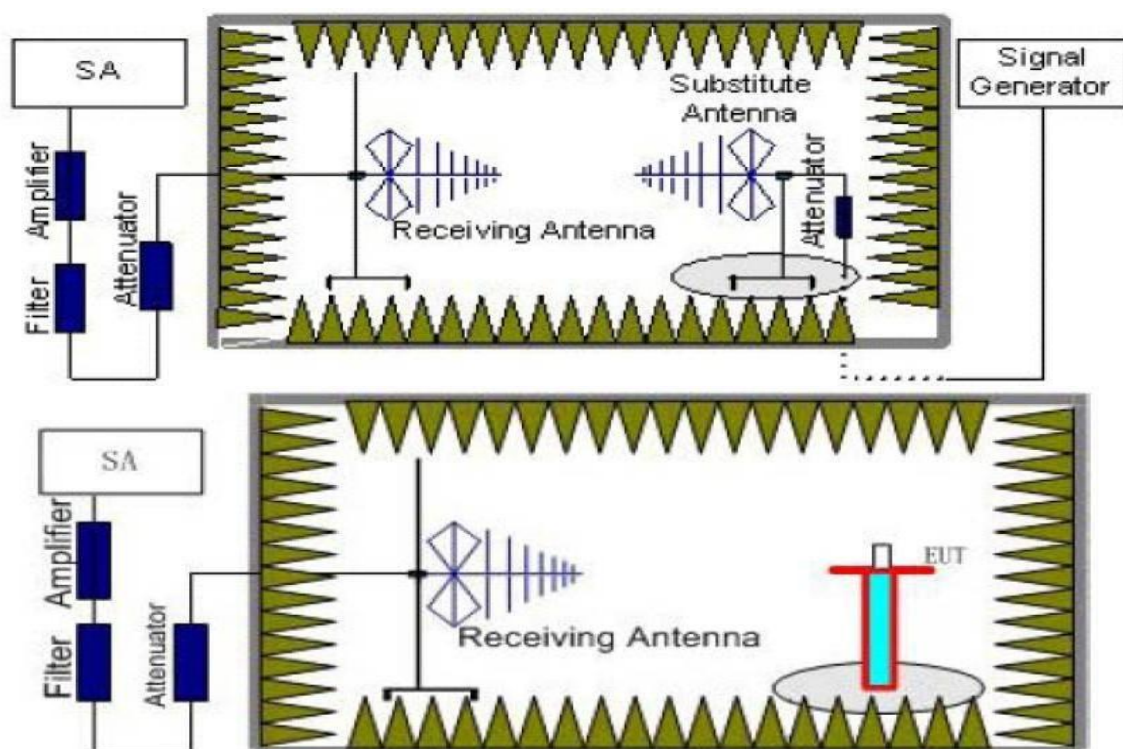 SA
Signal
Generator
Substitute
Antenna
Amplifier
Filter
Attenuator
Attenuator
Receiving Antenna
SA
Amplifier
Filter
Attenuator
EUT
Receiving Antenna